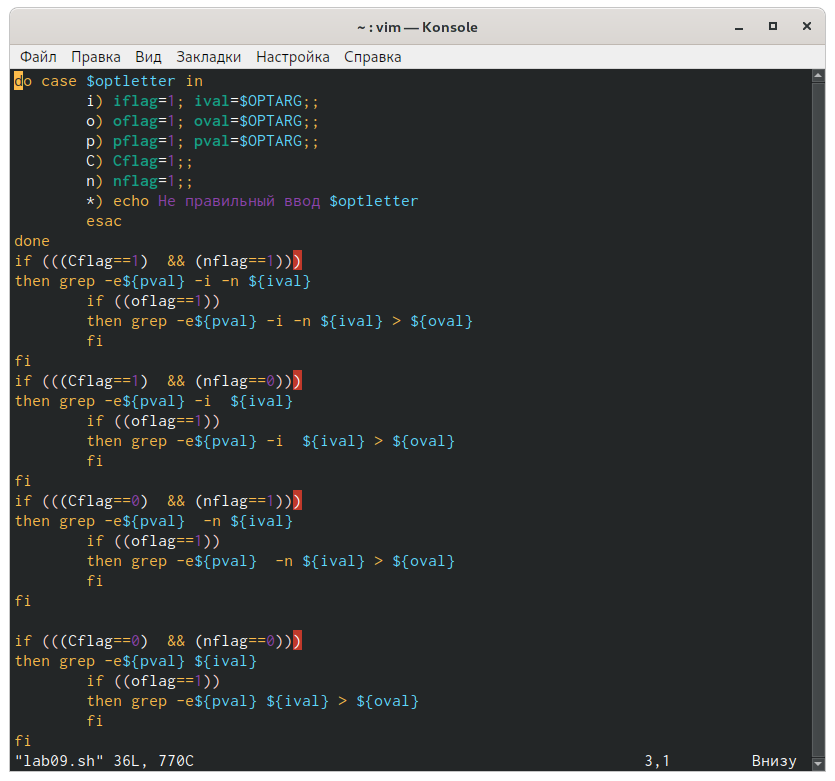 ~ : vim — Konsole
Файл Правка Вид Закладки Настройка Справка
do case $optletter in
        i) iflag=1; ival=$OPTARG;;
        o) oflag=1; oval=$OPTARG;;
        p) pflag=1; pval=$OPTARG;;
        C) Cflag=1;;
        n) nflag=1;;
        *) echo Не правильный ввод $optletter
        esac
done
if (((Cflag==1)  && (nflag==1)))
then grep -e${pval} -i -n ${ival}
        if ((oflag==1))
        then grep -e${pval} -i -n ${ival} > ${oval}
        fi
fi
if (((Cflag==1)  && (nflag==0)))
then grep -e${pval} -i  ${ival}
        if ((oflag==1))
        then grep -e${pval} -i  ${ival} > ${oval}
        fi
fi
if (((Cflag==0)  && (nflag==1)))
then grep -e${pval}  -n ${ival}
        if ((oflag==1))
        then grep -e${pval}  -n ${ival} > ${oval}
        fi
fi

if (((Cflag==0)  && (nflag==0)))
then grep -e${pval} ${ival}
        if ((oflag==1))
        then grep -e${pval} ${ival} > ${oval}
        fi
fi
"lab09.sh" 36L, 770C 3,1 Внизу